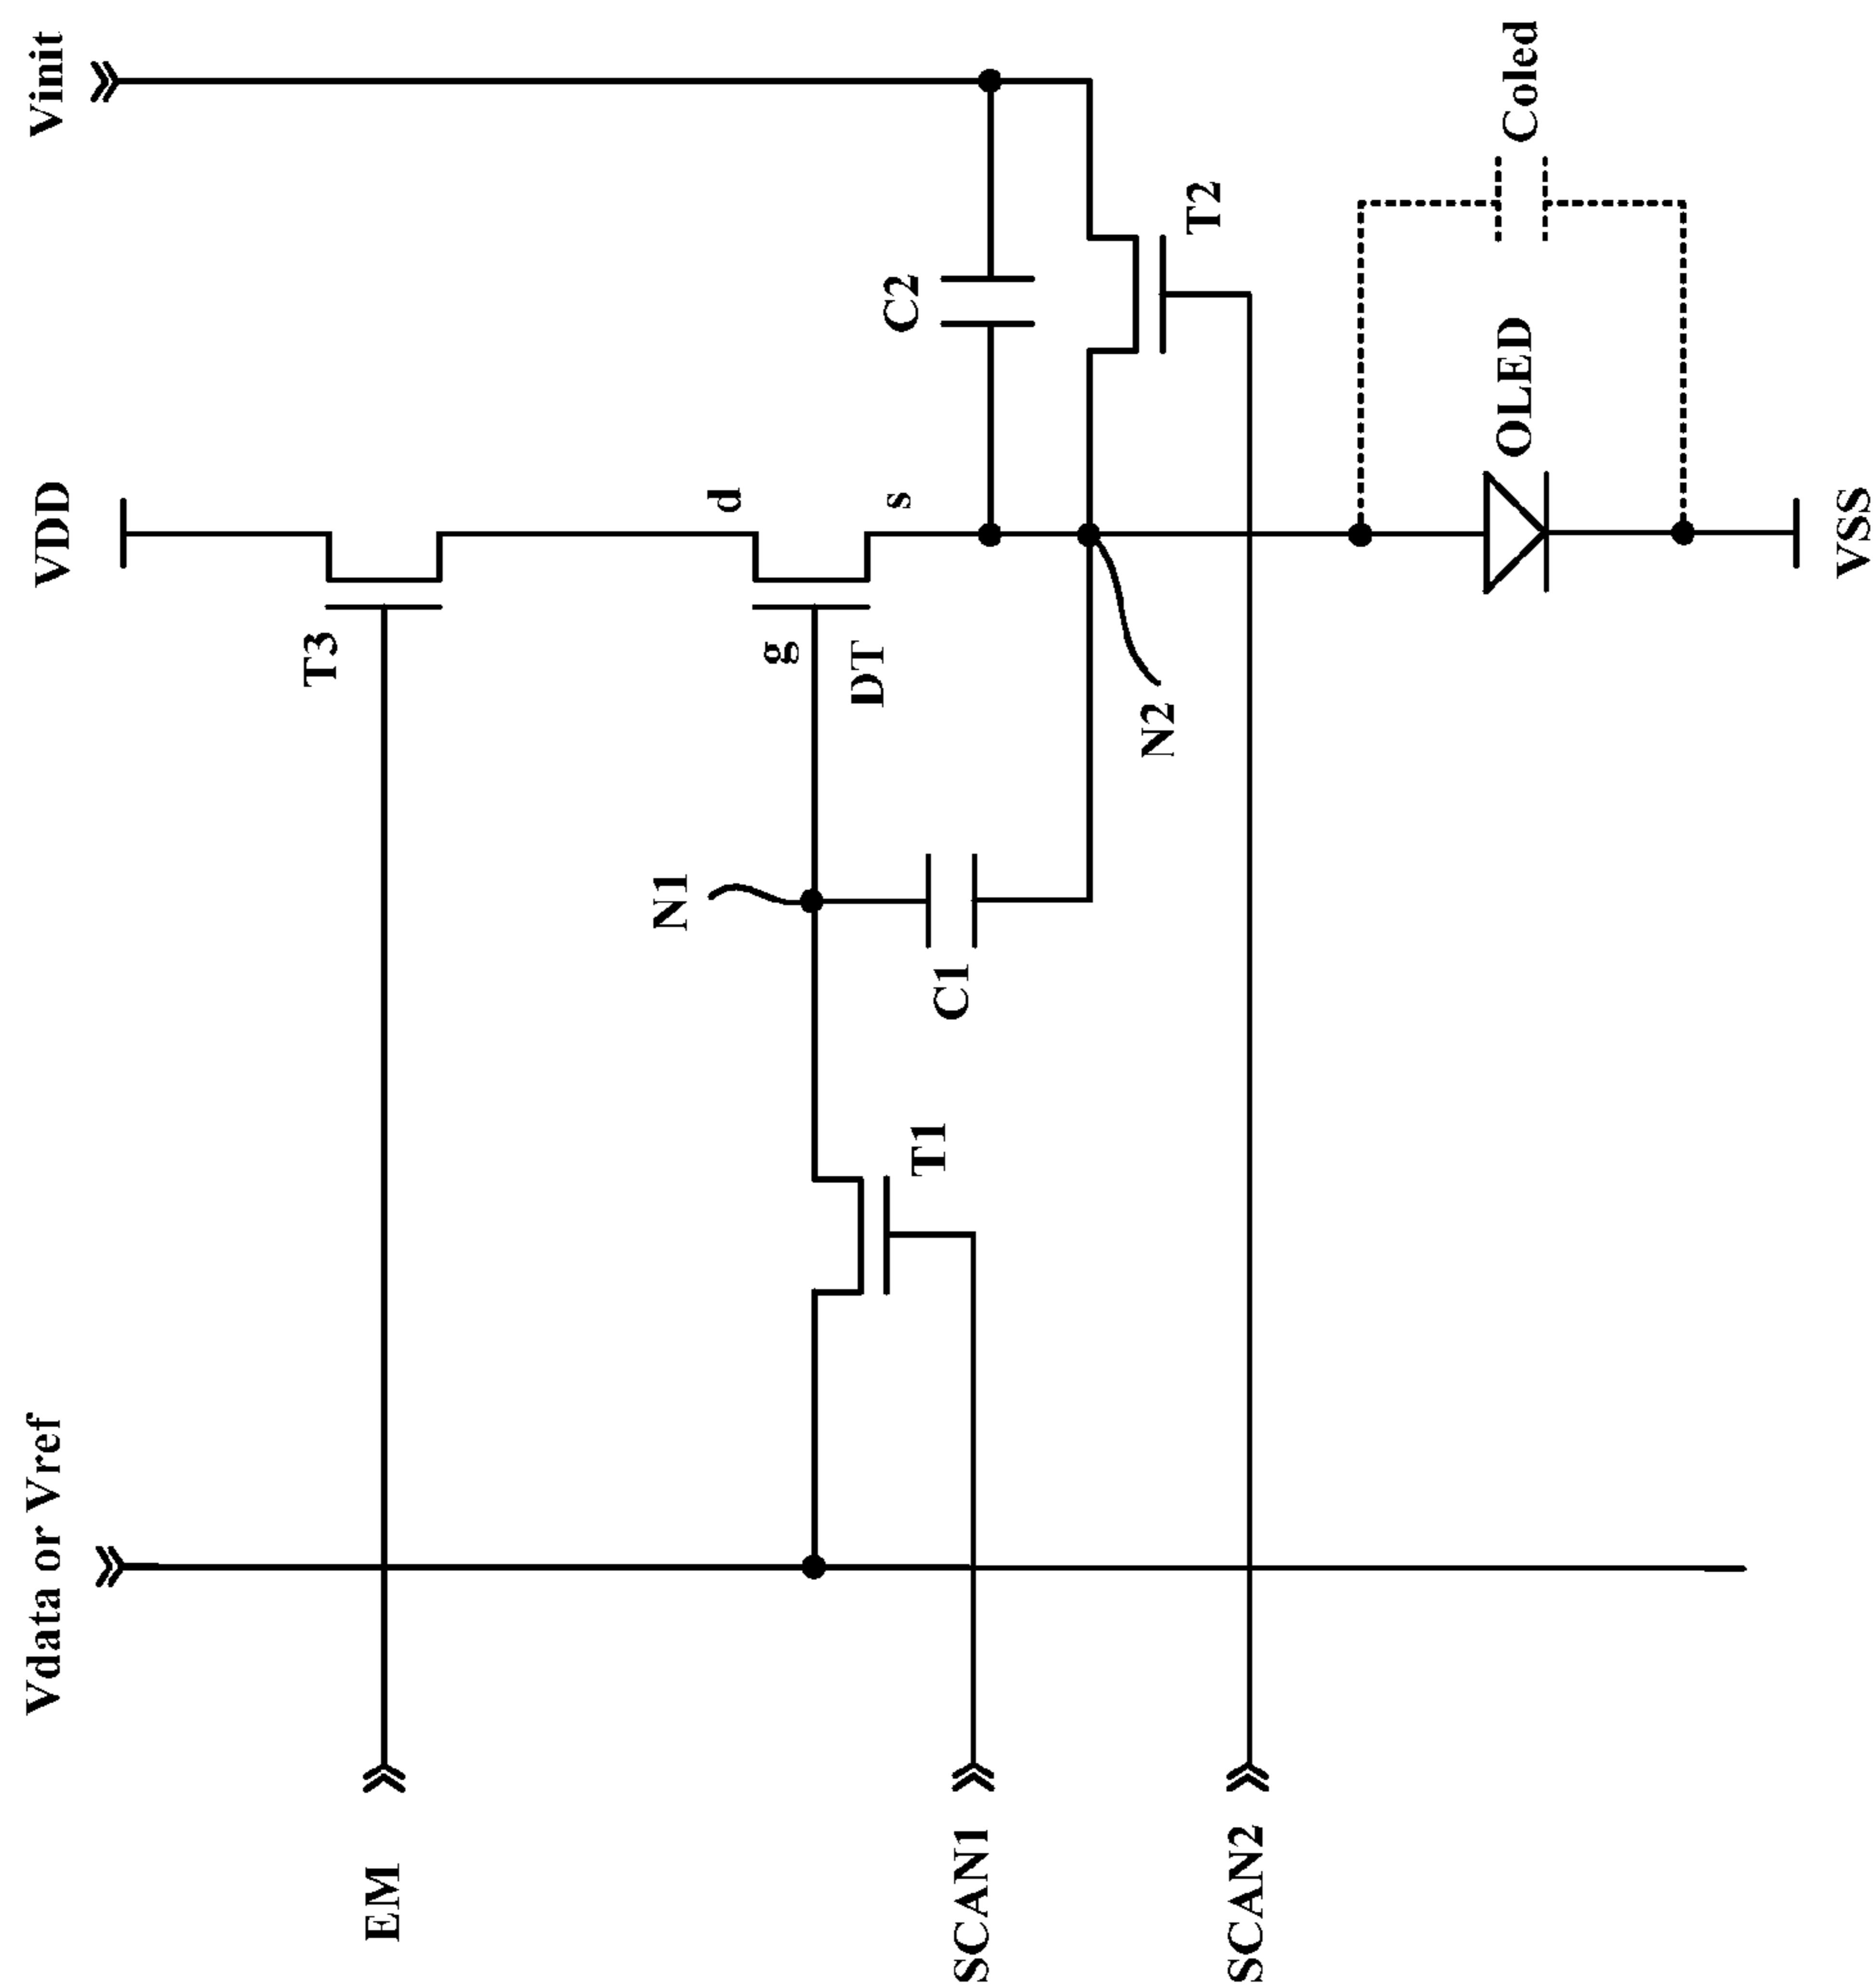 Vdata or Vref
VDD
Vinit
EM
T3
d
g
DT
s
N1
C1
C2
T1
T2
N2
SCAN1
SCAN2
OLED
Coled
VSS